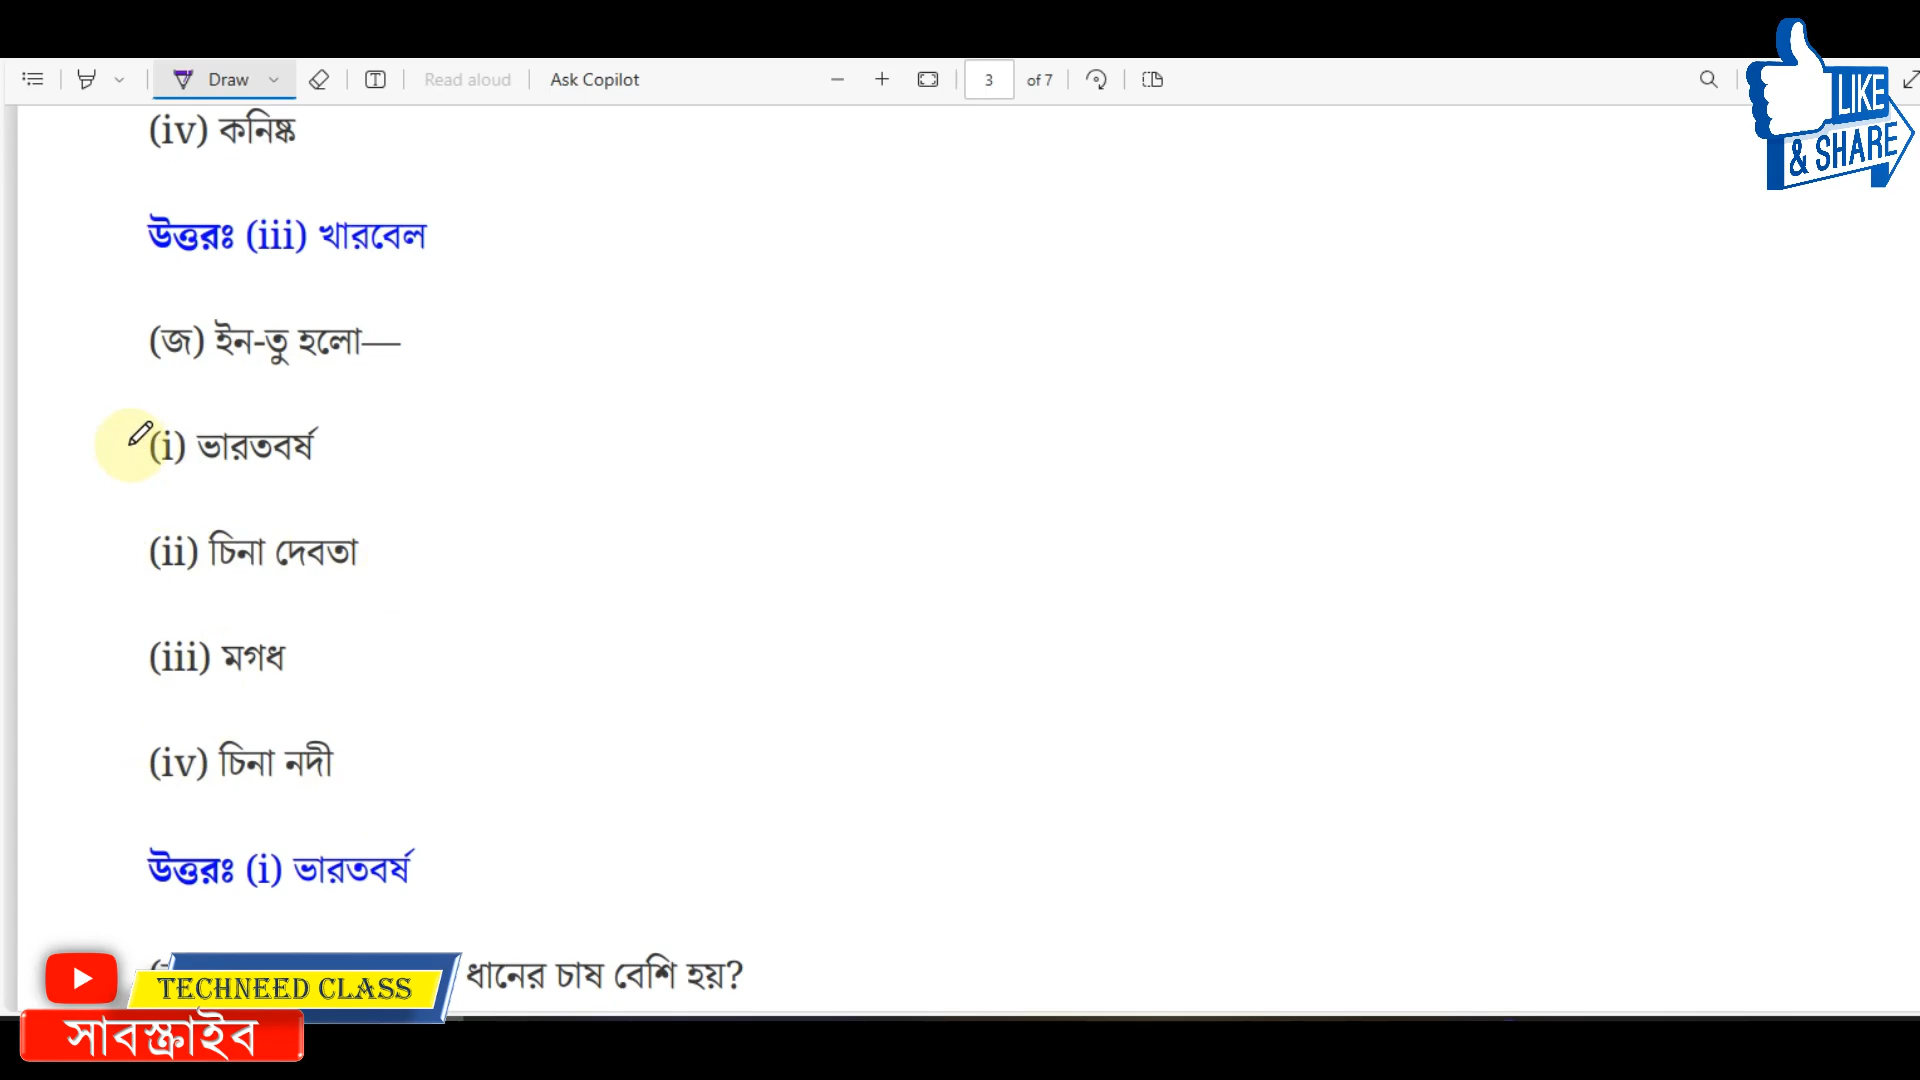 Draw
Read aloud
Ask Copilot
3 of 7
LIKE
& SHARE
(iv) কনিষ্ক
উত্তরঃ (iii) খারবেল
(জ) ইন-তু হলো—
(i) ভারতবর্ষ
(ii) চিনা দেবতা
(iii) মগধ
(iv) চিনা নদী
উত্তরঃ (i) ভারতবর্ষ
ধানের চাষ বেশি হয়?
TECHNEED CLASS
সাবস্ক্রাইব